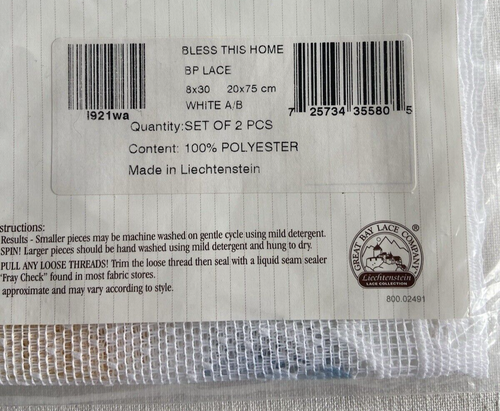 BLESS THIS HOME
BP LACE
8x30 20x75 cm
WHITE A/B
i921wa
7 25734 35580 5
Quantity:SET OF 2 PCS
Content: 100% POLYESTER
Made in Liechtenstein
structions:
Results - Smaller pieces may be machine washed on gentle cycle using mild detergent.
SPIN! Larger pieces should be hand washed using mild detergent and hung to dry.
PULL ANY LOOSE THREADS! Trim the loose thread then seal with a liquid seam sealer
"Fray Check" found in most fabric stores.
approximate and may vary according to style.
GREAT BAY LACE COMPANY ®
Liechtenstein
LACE COLLECTION
800.02491